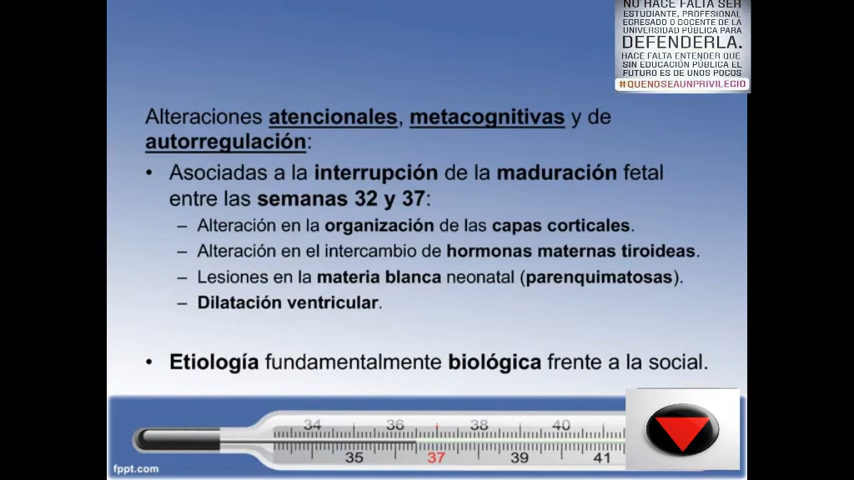 NO HACE FALTA SER
ESTUDIANTE, PROFESIONAL
EGRESADO O DOCENTE DE LA
UNIVERSIDAD PÚBLICA PARA
DEFENDERLA.
HACE FALTA ENTENDER QUE
SIN EDUCACIÓN PÚBLICA EL
FUTURO ES DE UNOS POCOS
#QUENOSEAUNPRIVILEGIO
Alteraciones atencionales, metacognitivas y de
autorregulación:
• Asociadas a la interrupción de la maduración fetal
entre las semanas 32 y 37:
– Alteración en la organización de las capas corticales.
– Alteración en el intercambio de hormonas maternas tiroideas.
– Lesiones en la materia blanca neonatal (parenquimatosas).
– Dilatación ventricular.
• Etiología fundamentalmente biológica frente a la social.
34 36 38 40
35 37 39 41
fppt.com